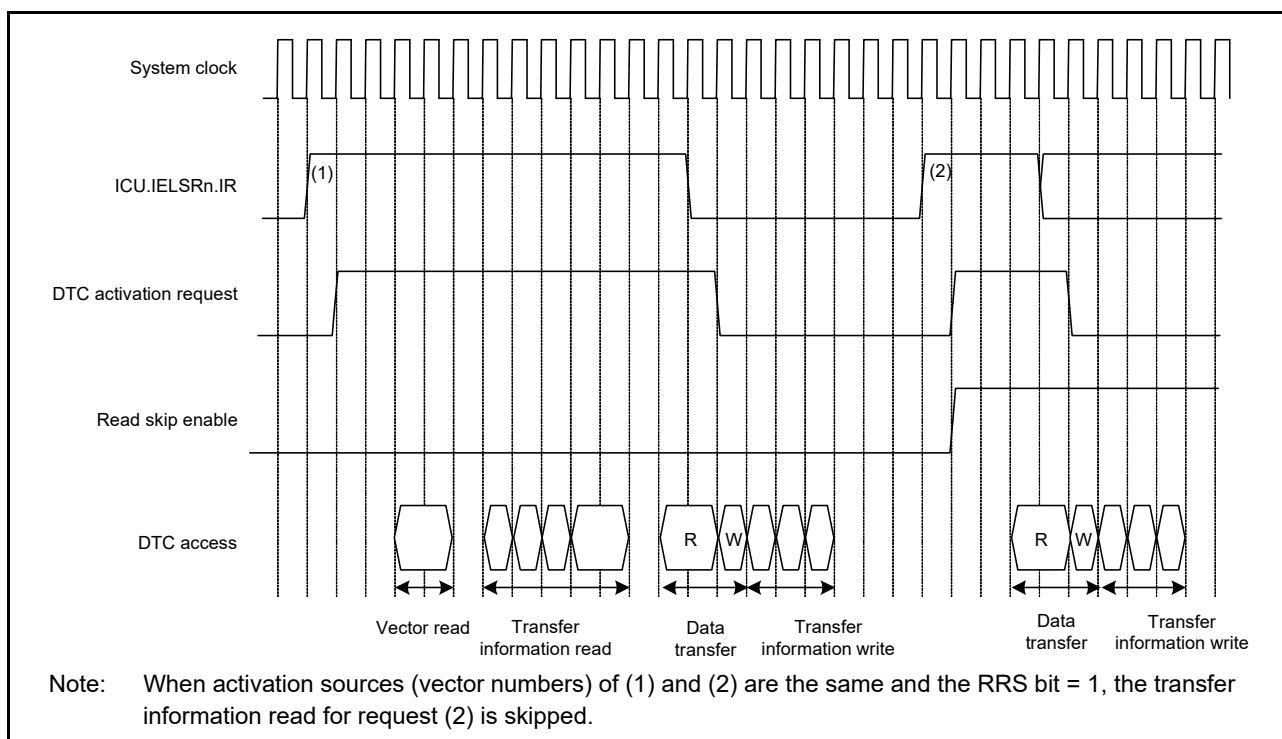 System clock
ICU.IELSRn.IR
(1)
(2)
DTC activation request
Read skip enable
DTC access
R
W
R
W
Vector read
Transfer
information read
Data
transfer
Transfer
information write
Data
transfer
Transfer
information write
Note: When activation sources (vector numbers) of (1) and (2) are the same and the RRS bit = 1, the transfer
information read for request (2) is skipped.